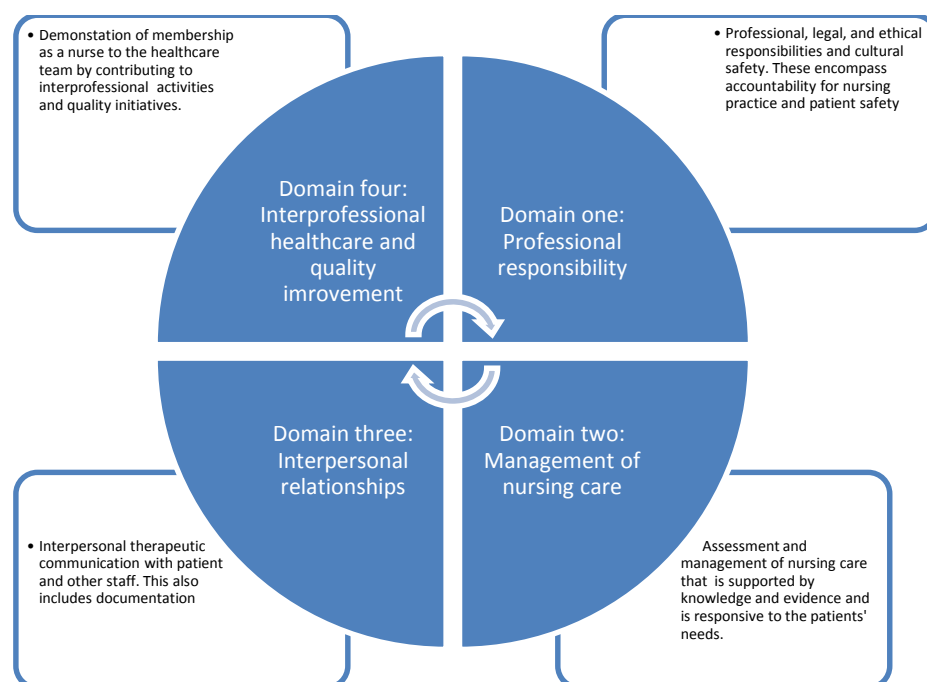 • Demonstation of membership
as a nurse to the healthcare
team by contributing to
interprofessional activities
and quality initiatives.
• Professional, legal, and ethical
responsibilities and cultural
safety. These encompass
accountability for nursing
practice and patient safety
Domain four:
Interprofessional
healthcare and
quality
imrovement
Domain one:
Professional
responsibility
Domain three:
Interpersonal
relationships
Domain two:
Management of
nursing care
• Interpersonal therapeutic
communication with patient
and other staff. This also
includes documentation
Assessment and
management of nursing care
that is supported by
knowledge and evidence and
is responsive to the patients'
needs.